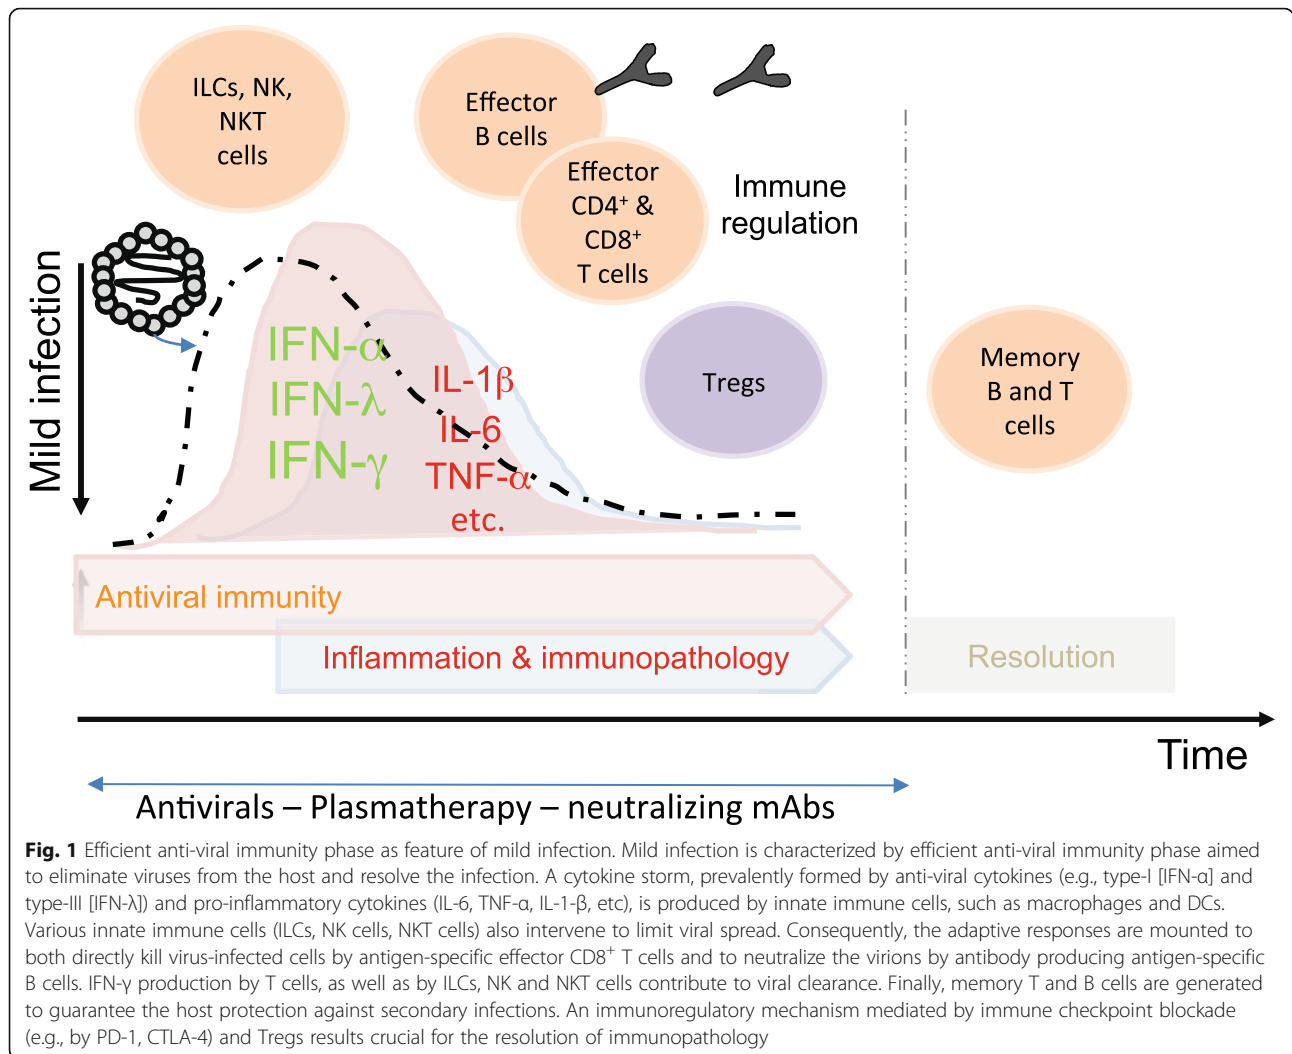 ILCs, NK,
NKT
cells
Effector
B cells
Effector
CD4⁺ &
CD8⁺
T cells
Immune
regulation
Mild infection
IFN-α
IFN-λ
IFN-γ
IL-1β
IL-6
TNF-α
etc.
Tregs
Memory
B and T
cells
Antiviral immunity
Inflammation & immunopathology
Resolution
Time
Antivirals – Plasmatherapy – neutralizing mAbs
Fig. 1 Efficient anti-viral immunity phase as feature of mild infection. Mild infection is characterized by efficient anti-viral immunity phase aimed
to eliminate viruses from the host and resolve the infection. A cytokine storm, prevalently formed by anti-viral cytokines (e.g., type-I [IFN-α] and
type-III [IFN-λ]) and pro-inflammatory cytokines (IL-6, TNF-α, IL-1-β, etc), is produced by innate immune cells, such as macrophages and DCs.
Various innate immune cells (ILCs, NK cells, NKT cells) also intervene to limit viral spread. Consequently, the adaptive responses are mounted to
both directly kill virus-infected cells by antigen-specific effector CD8⁺ T cells and to neutralize the virions by antibody producing antigen-specific
B cells. IFN-γ production by T cells, as well as by ILCs, NK and NKT cells contribute to viral clearance. Finally, memory T and B cells are generated
to guarantee the host protection against secondary infections. An immunoregulatory mechanism mediated by immune checkpoint blockade
(e.g., by PD-1, CTLA-4) and Tregs results crucial for the resolution of immunopathology